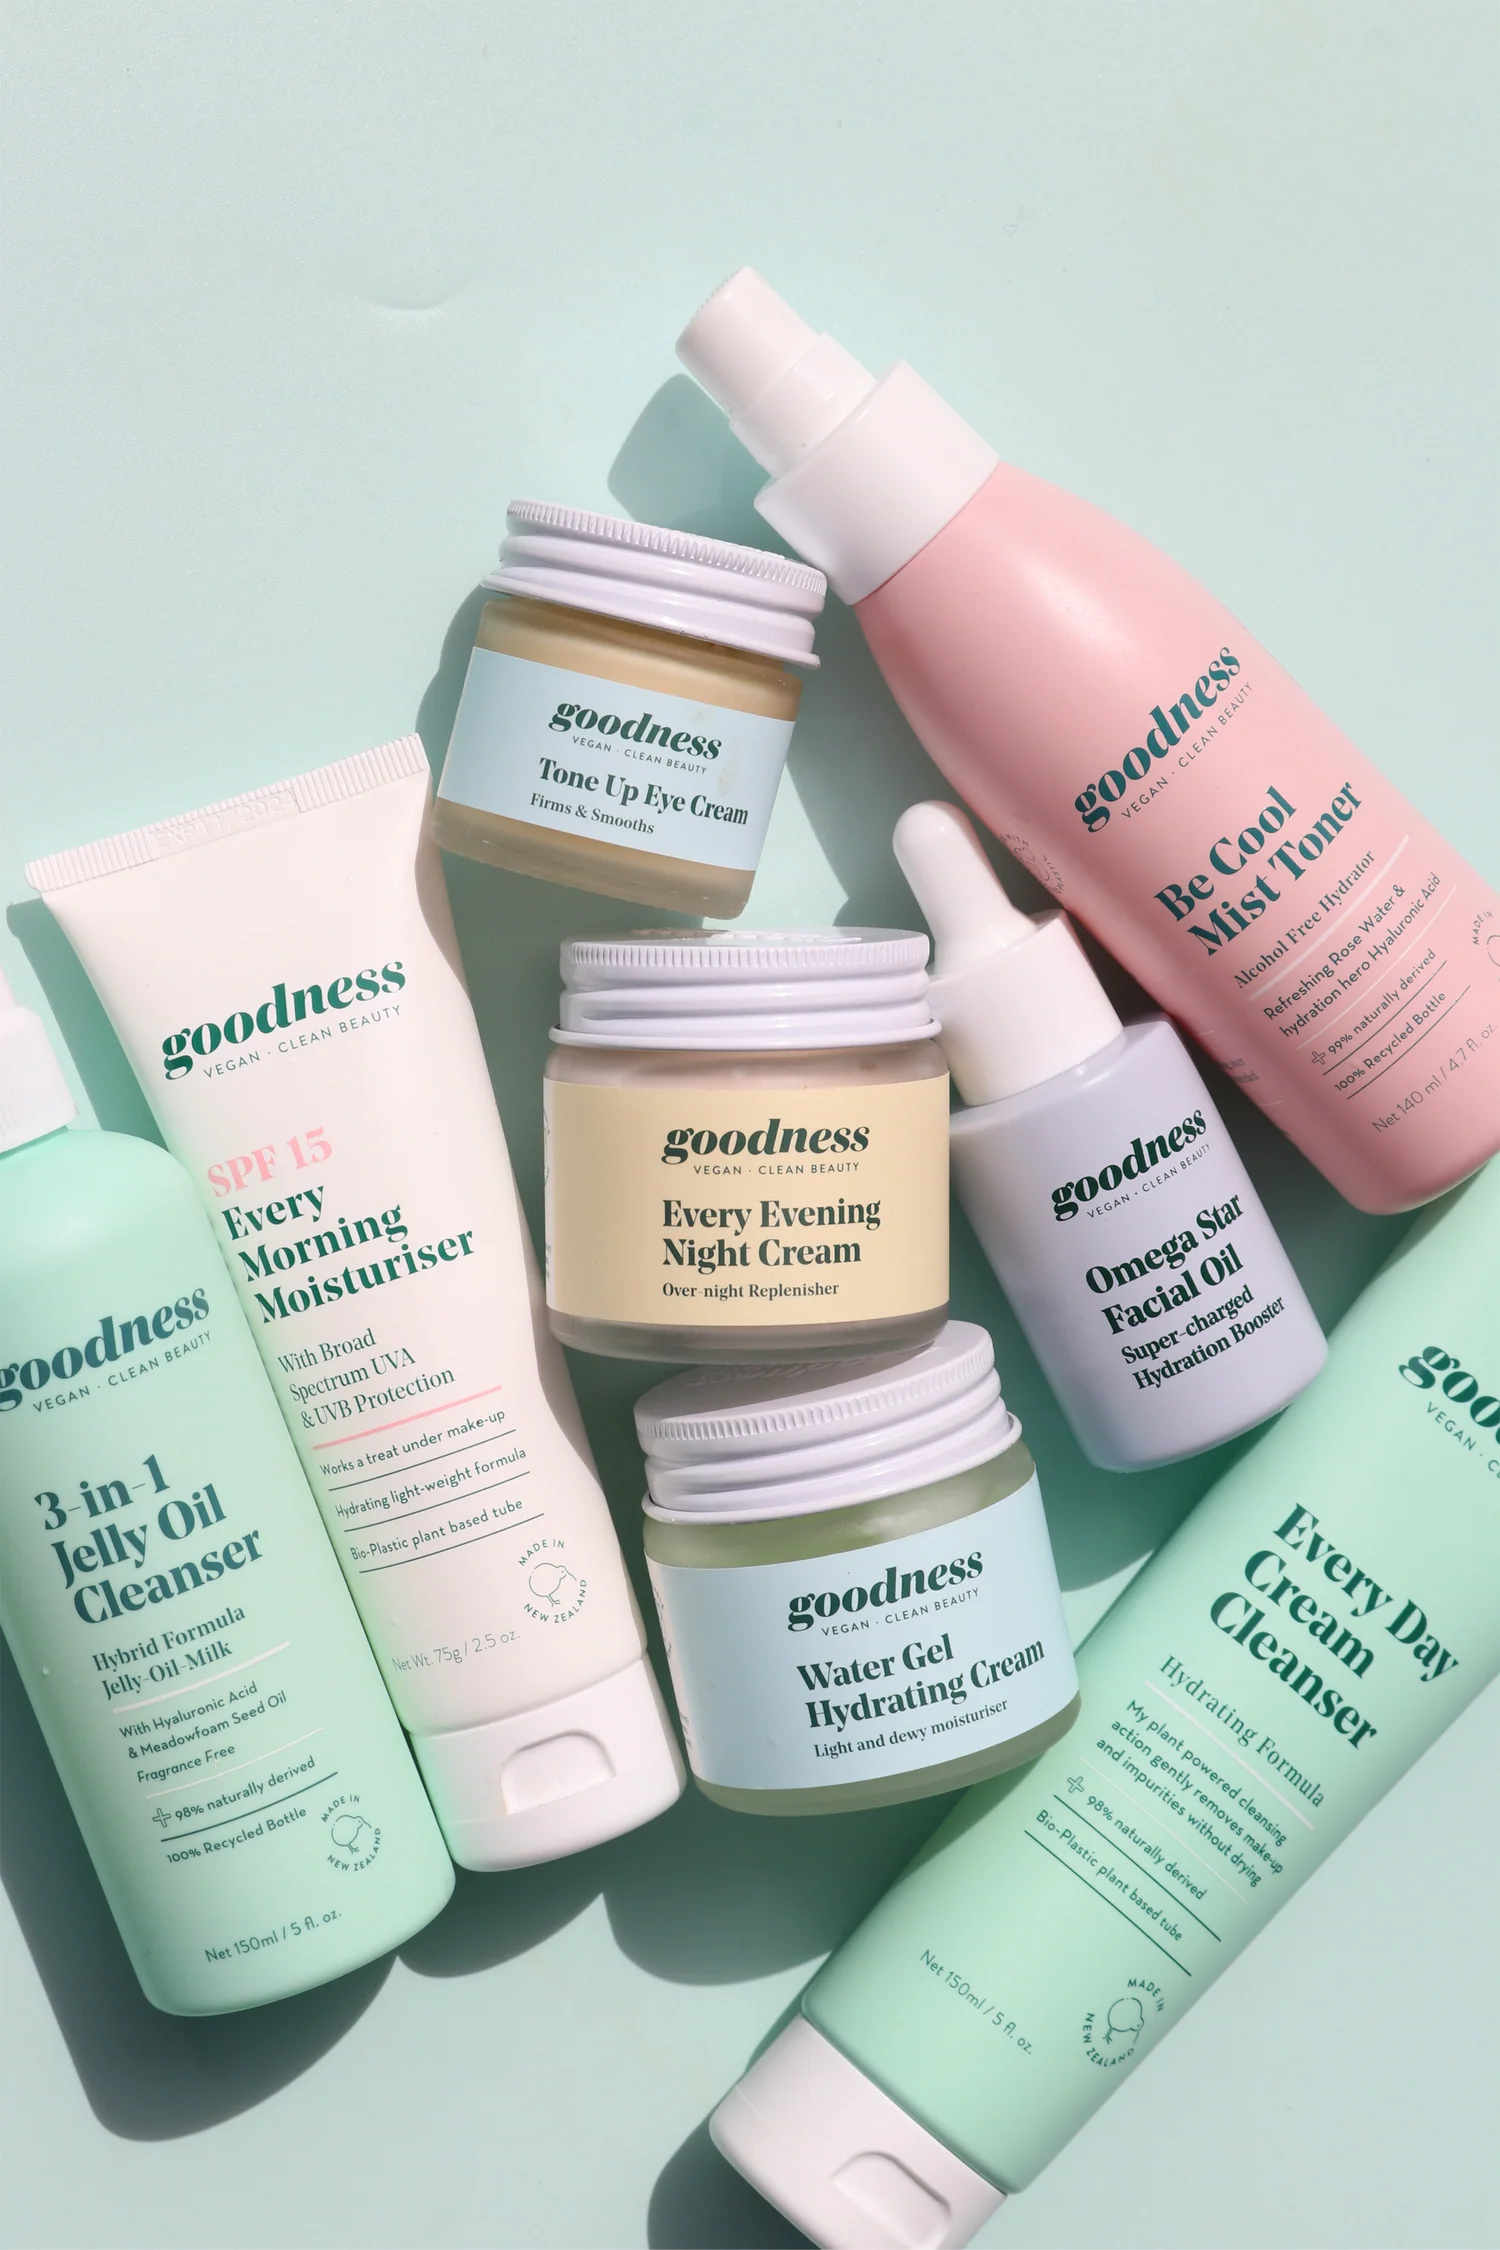 goodness
VEGAN · CLEAN BEAUTY
Tone Up Eye Cream
Firms & Smooths
goodness
VEGAN · CLEAN BEAUTY
Be Cool
Mist Toner
Alcohol Free Hydrator
Refreshing Rose Water &
hydration hero Hyaluronic Acid
99% naturally derived
100% Recycled Bottle
Net 140 ml / 4.7 fl. oz.
MADE IN
goodness
VEGAN · CLEAN BEAUTY
SPF 15
Every
Morning
Moisturiser
With Broad
Spectrum UVA
& UVB Protection
Works a treat under make-up
Hydrating light-weight formula
Bio-Plastic plant based tube
MADE IN
NEW ZEALAND
Net Wt. 75g / 2.5 oz.
goodness
VEGAN · CLEAN BEAUTY
Every Evening
Night Cream
Over-night Replenisher
goodness
VEGAN · CLEAN BEAUTY
Omega Star
Facial Oil
Super-charged
Hydration Booster
goodness
VEGAN · CLEAN BEAUTY
3-in-1
Jelly Oil
Cleanser
Hybrid Formula
Jelly-Oil-Milk
With Hyaluronic Acid
& Meadowfoam Seed Oil
Fragrance Free
98% naturally derived
100% Recycled Bottle
MADE IN
NEW ZEALAND
Net 150ml / 5 fl. oz.
goodness
VEGAN · CLEAN BEAUTY
Water Gel
Hydrating Cream
Light and dewy moisturiser
goo
VEGAN · C
Every Day
Cream
Cleanser
Hydrating Formula
My plant powered cleansing
action gently removes make-up
and impurities without drying
98% naturally derived
Bio-Plastic plant based tube
Net 150ml / 5 fl. oz.
MADE IN
NEW ZEALAND